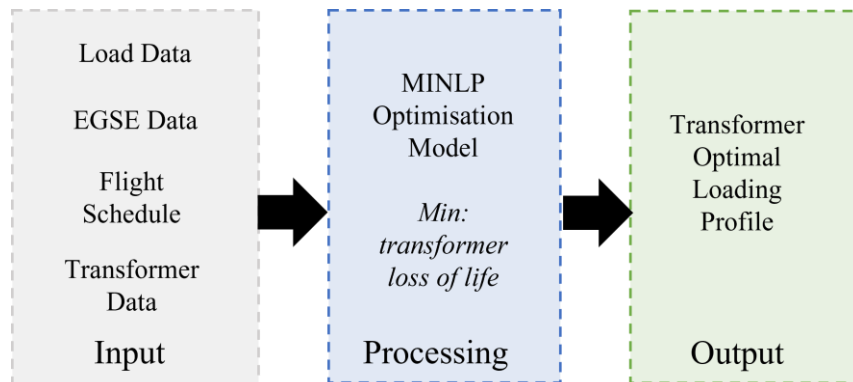 Load Data
EGSE Data
Flight
Schedule
Transformer
Data
Input
MINLP
Optimisation
Model
Min:
transformer
loss of life
Processing
Transformer
Optimal
Loading
Profile
Output